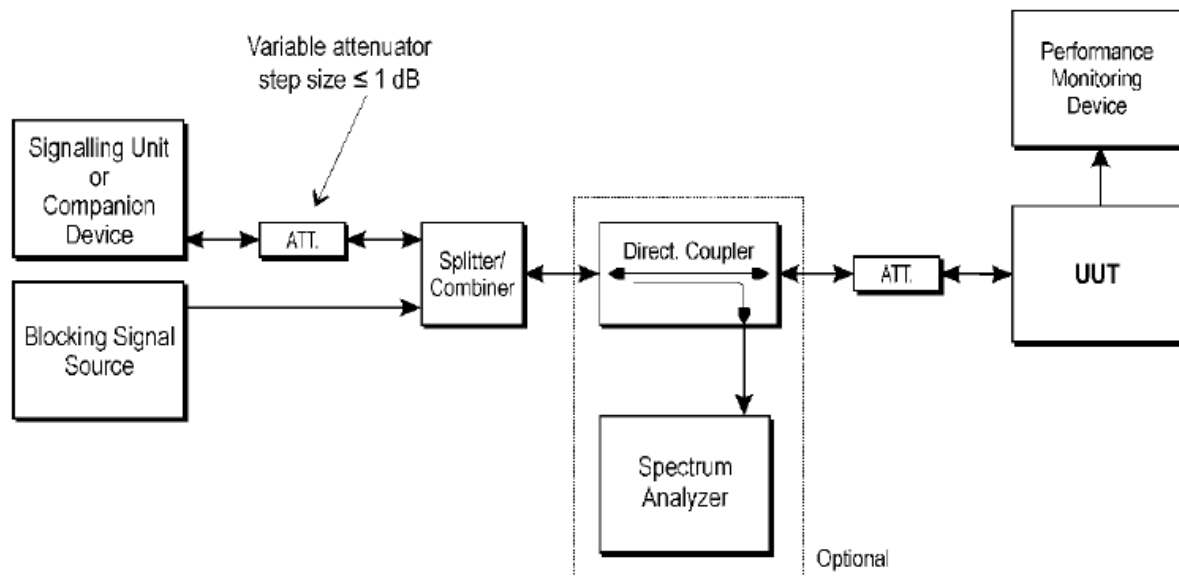 Variable attenuator
step size ≤ 1 dB
Performance
Monitoring
Device
Signalling Unit
or
Companion
Device
ATT.
Splitter/
Combiner
Direct. Coupler
ATT.
UUT
Blocking Signal
Source
Spectrum
Analyzer
Optional